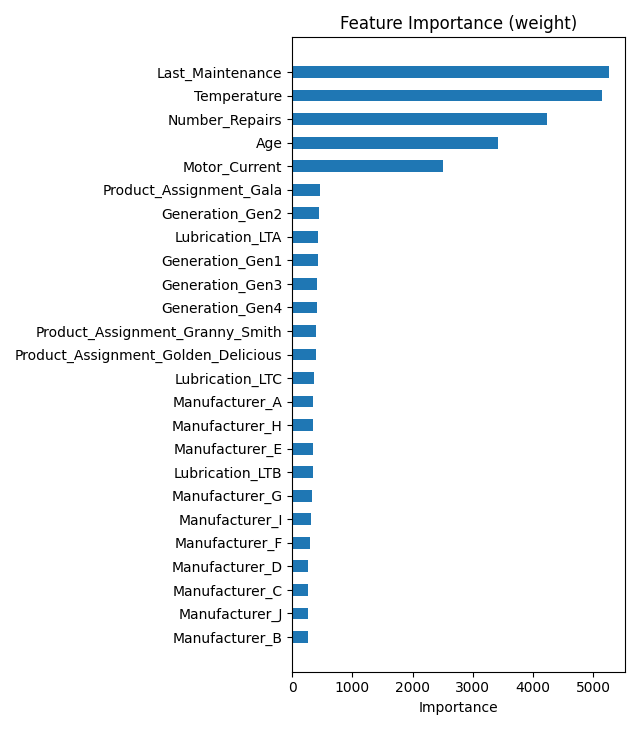 Feature Importance (weight)
Last_Maintenance
Temperature
Number_Repairs
Age
Motor_Current
Product_Assignment_Gala
Generation_Gen2
Lubrication_LTA
Generation_Gen1
Generation_Gen3
Generation_Gen4
Product_Assignment_Granny_Smith
Product_Assignment_Golden_Delicious
Lubrication_LTC
Manufacturer_A
Manufacturer_H
Manufacturer_E
Lubrication_LTB
Manufacturer_G
Manufacturer_I
Manufacturer_F
Manufacturer_D
Manufacturer_C
Manufacturer_J
Manufacturer_B
0 1000 2000 3000 4000 5000
Importance